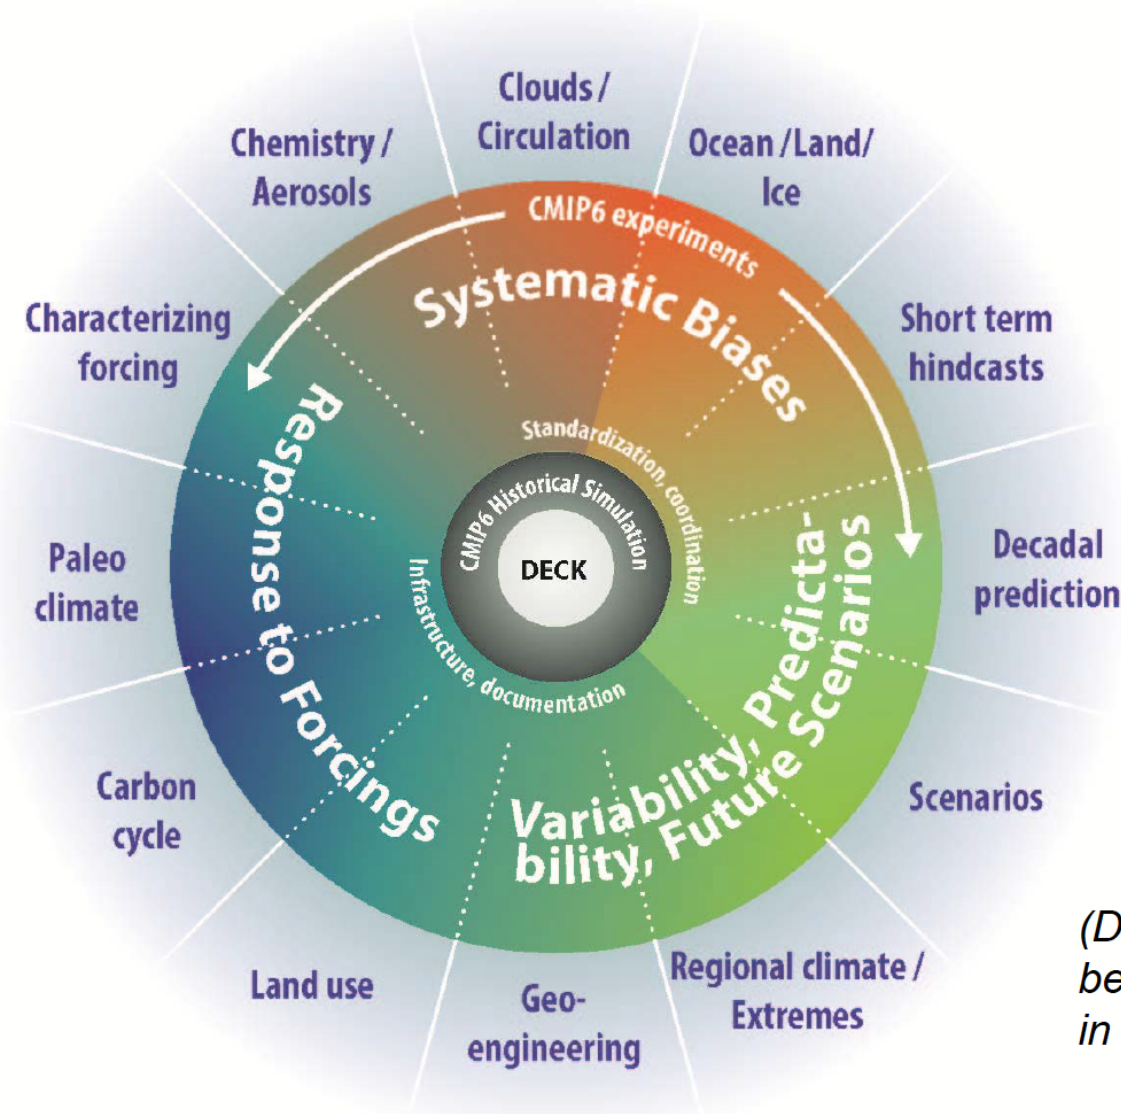 Clouds /
Circulation
Ocean /Land/
Ice
Short term
hindcasts
Decadal
prediction
Scenarios
Regional climate /
Extremes
Geo-
engineering
Land use
Carbon
cycle
Paleo
climate
Characterizing
forcing
Chemistry /
Aerosols
CMIP6 experiments
Systematic Biases
Variability, Predicta-
bility, Future Scenarios
Response to Forcings
Standardization, coordination
Infrastructure, documentation
CMIP6 Historical Simulation
DECK
(D
be
in